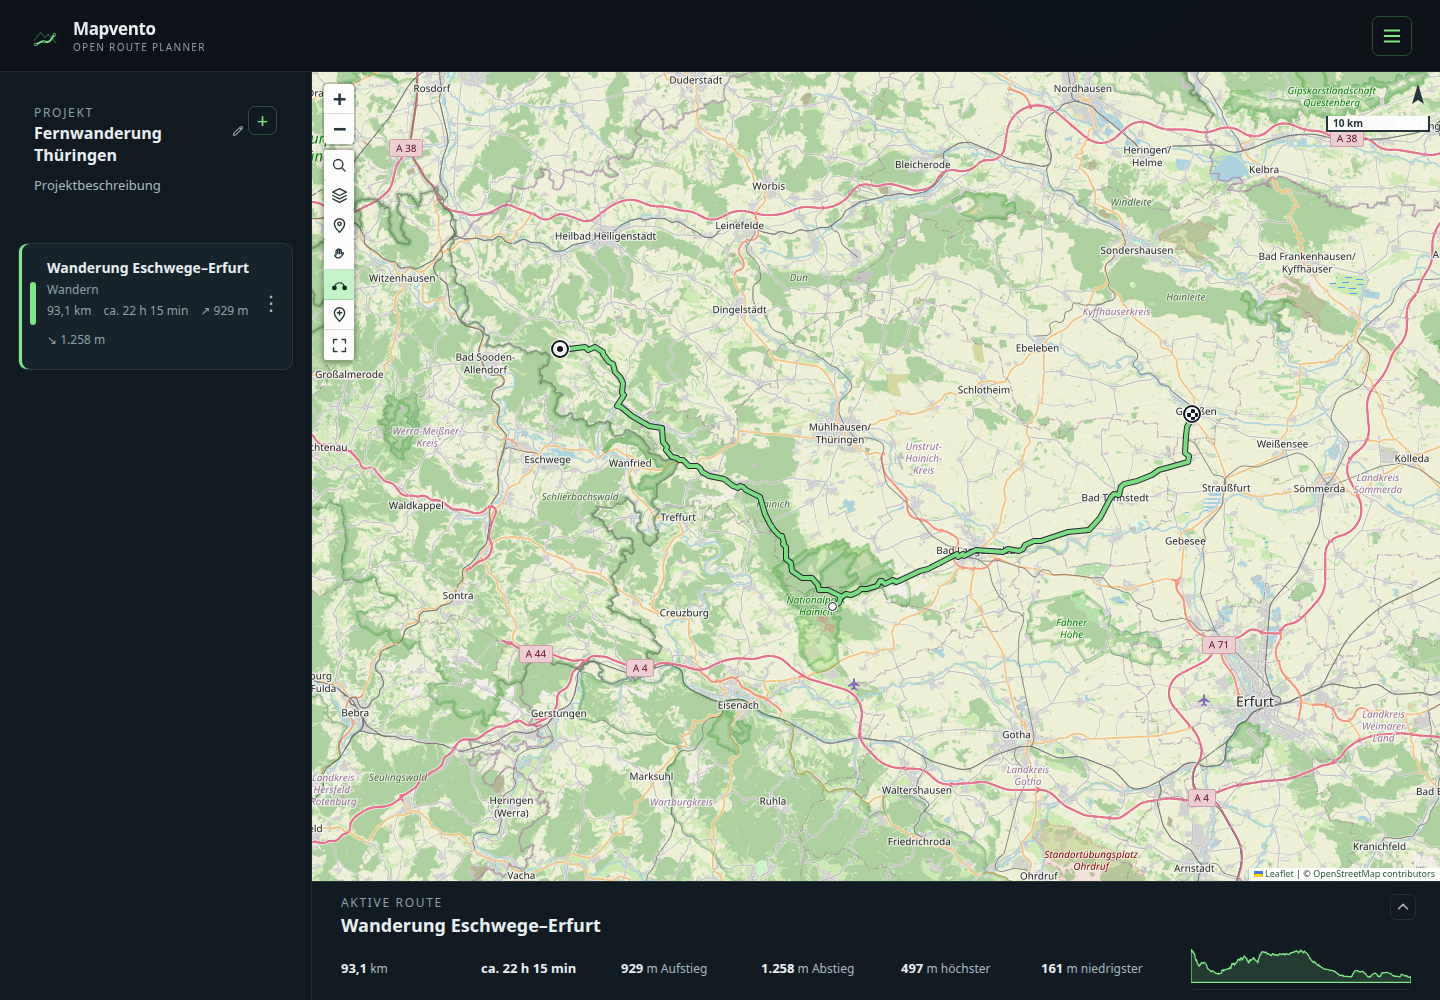 Mapvento
OPEN ROUTE PLANNER
PROJEKT
Fernwanderung
Thüringen
Projektbeschreibung
Wanderung Eschwege–Erfurt
Wandern
93,1 km ca. 22 h 15 min ↗ 929 m
↘ 1.258 m
Rosdorf
Duderstadt
Nordhausen
Gipskarstlandschaft
Questenberg
10 km
A 38
A 38
Heringen/
Helme
Kelbra
Bleicherode
Worbis
Windleite
Leinefelde
Heilbad Heiligenstadt
Sondershausen
Bad Frankenhausen/
Kyffhäuser
Witzenhausen
Dun
Hainleite
Dingelstädt
Kyffhäuserkreis
Bad Sooden-
Allendorf
Ebeleben
Großalmerode
Schlotheim
Werra-Meißner-
Kreis
Mühlhausen/
Thüringen
Unstrut-
Hainich-
Kreis
Weißensee
Kölleda
Eschwege
Wanfried
Landkreis
Sömmerda
Schlierbachswald
Hainich
Straußfurt
Sömmerda
Waldkappel
Treffurt
Gebesee
Sontra
Creuzburg
Hainich
Fahner
Höhe
A 44
A 4
A 71
Erfurt
Bebra
Gerstungen
Eisenach
Gotha
Landkreis
Weimarer
Land
Landkreis
Hersfeld-
Rotenburg
Seulingswald
Marksuhl
Landkreis
Gotha
Heringen
(Werra)
Wartburgkreis
Ruhla
Waltershausen
A 4
Friedrichroda
Standortübungsplatz
Ohrdruf
Kranichfeld
Vacha
Ohrdruf
Arnstadt
Leaflet | © OpenStreetMap contributors
AKTIVE ROUTE
Wanderung Eschwege–Erfurt
93,1 km ca. 22 h 15 min 929 m Aufstieg 1.258 m Abstieg 497 m höchster 161 m niedrigster